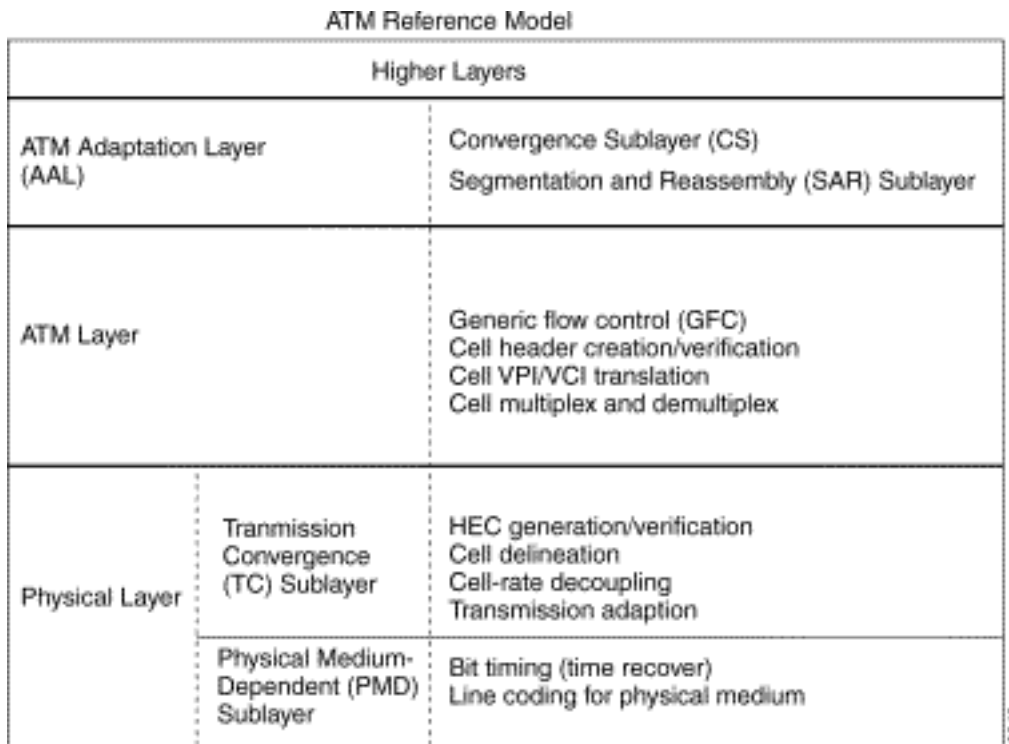 ATM Reference Model
Higher Layers
ATM Adaptation Layer
(AAL)
Convergence Sublayer (CS)
Segmentation and Reassembly (SAR) Sublayer
ATM Layer
Generic flow control (GFC)
Cell header creation/verification
Cell VPI/VCI translation
Cell multiplex and demultiplex
Physical Layer
Tranmission
Convergence
(TC) Sublayer
HEC generation/verification
Cell delineation
Cell-rate decoupling
Transmission adaption
Physical Medium-
Dependent (PMD)
Sublayer
Bit timing (time recover)
Line coding for physical medium